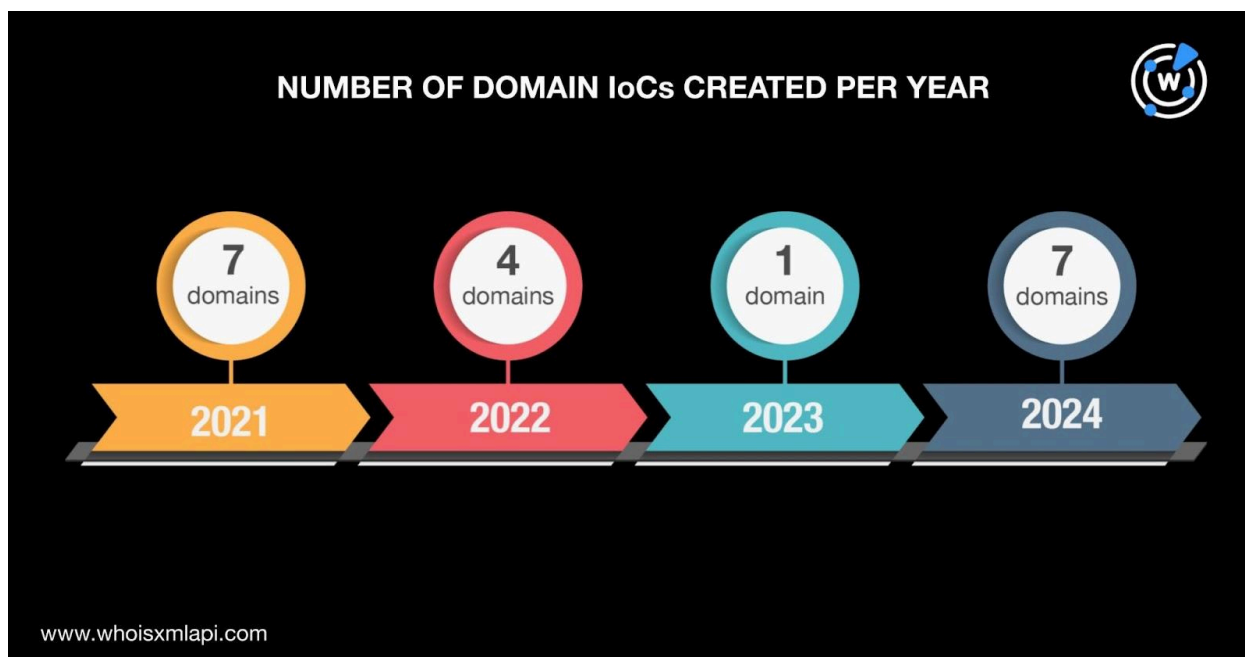 NUMBER OF DOMAIN IoCs CREATED PER YEAR
W
7
domains
4
domains
1
domain
7
domains
2021
2022
2023
2024
www.whoisxmlapi.com